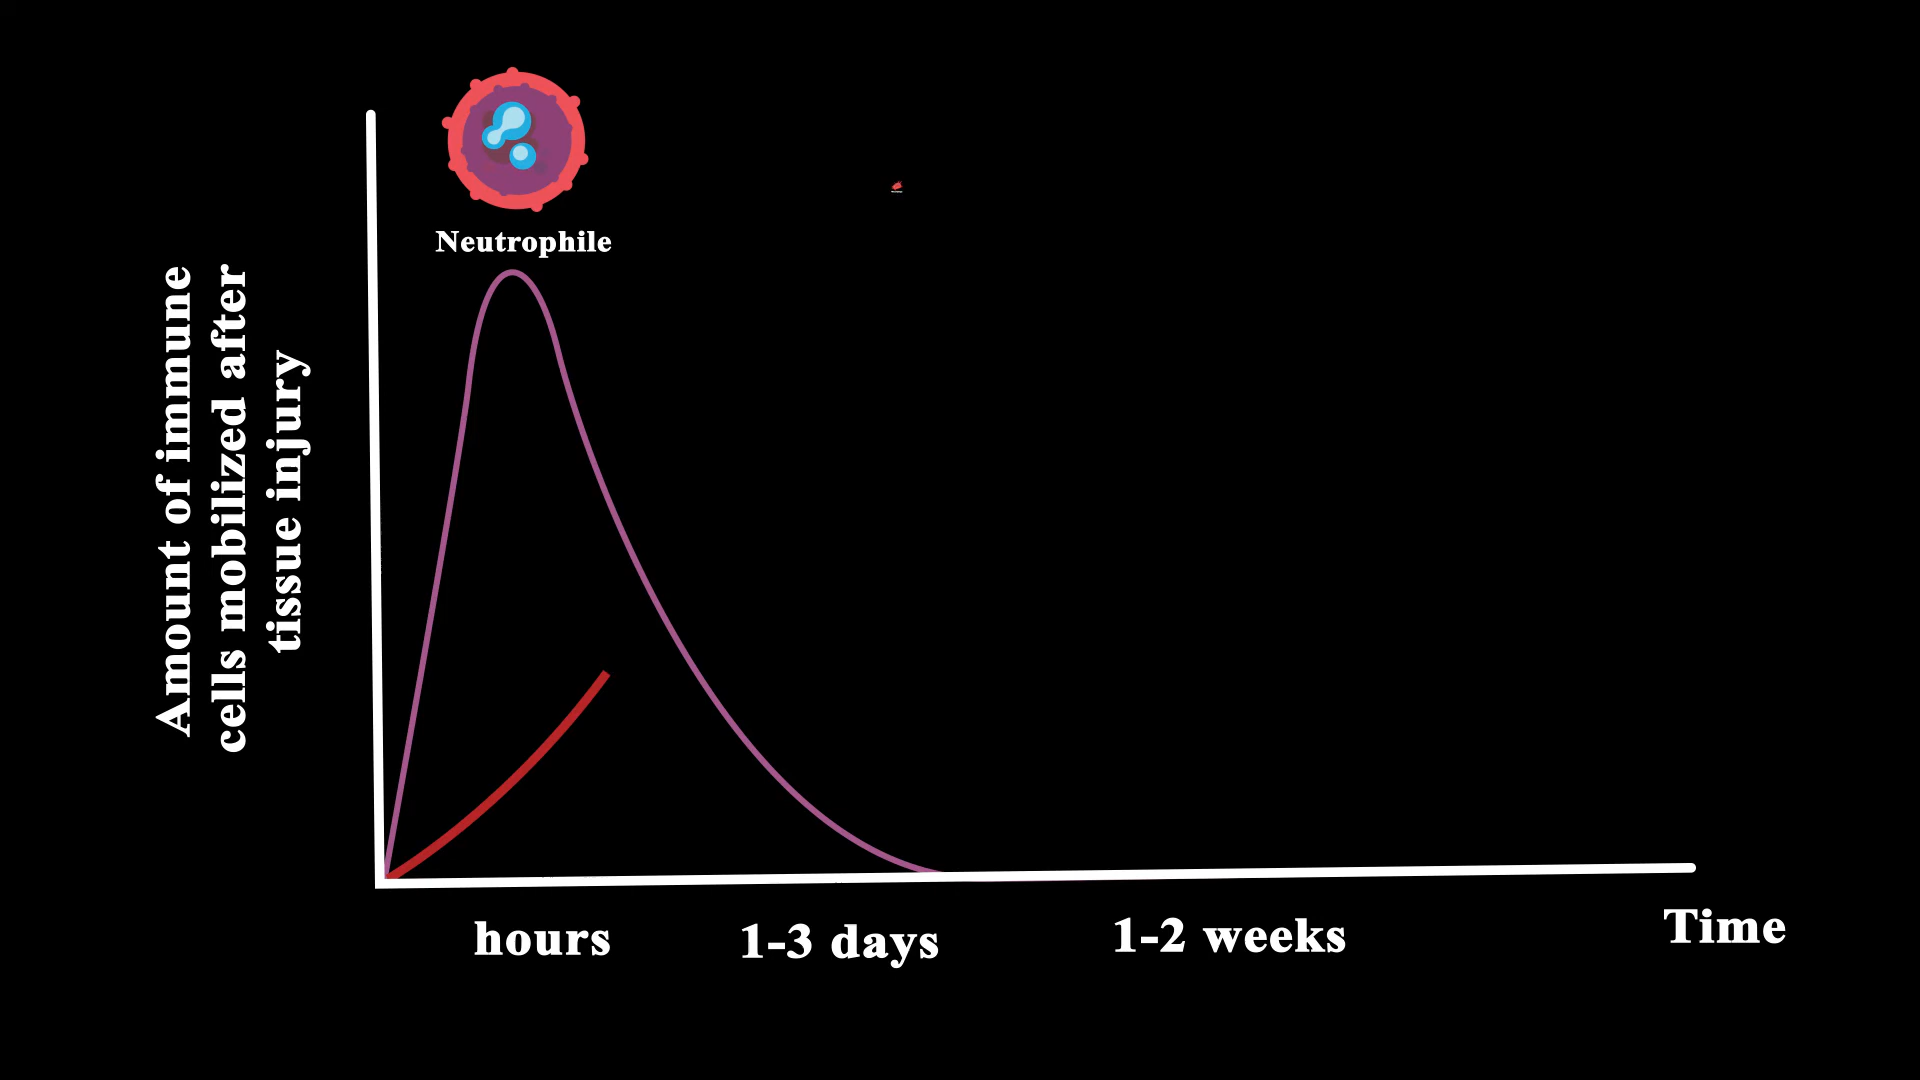 Neutrophile
Amount of immune
cells mobilized after
tissue injury
hours
1-3 days
1-2 weeks
Time